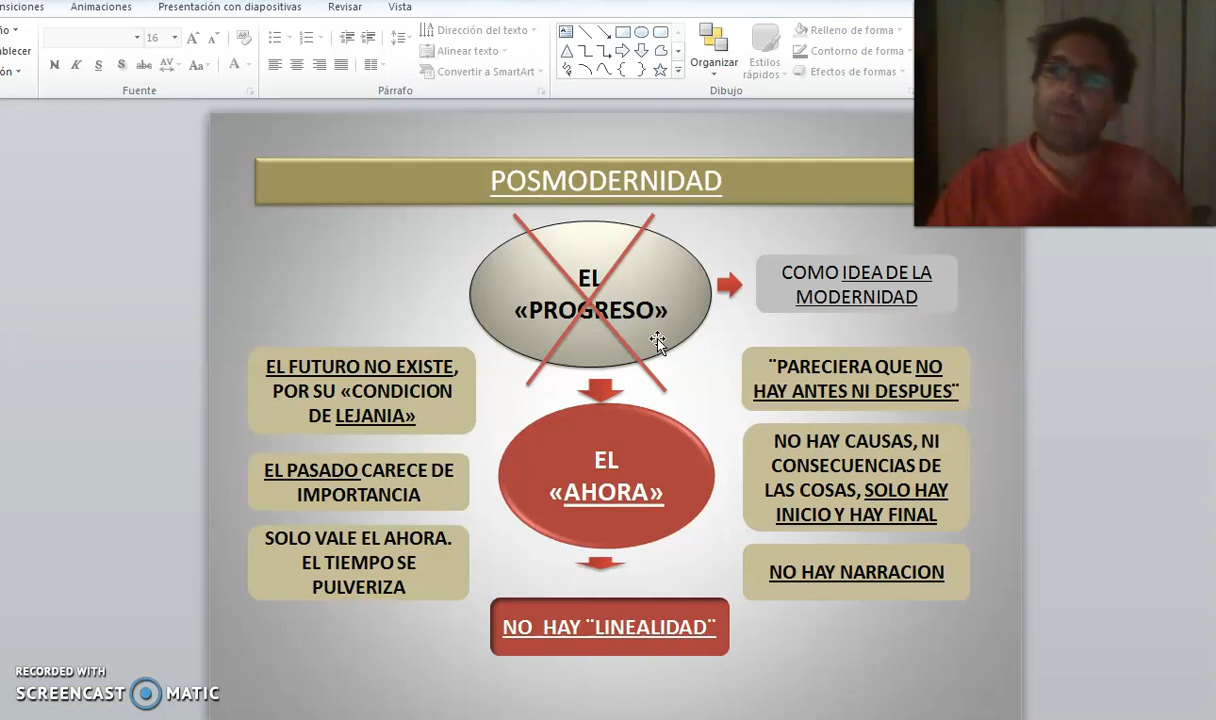 nsiciones Animaciones Presentación con diapositivas Revisar Vista
16
Dirección del texto
Relleno de forma
ablecer
Alinear texto
Contorno de forma
N K S S abc AV Aa A
Convertir a SmartArt
Organizar
Estilos
rápidos
Efectos de formas
Fuente Párrafo Dibujo
POSMODERNIDAD
EL
«PROGRESO»
COMO IDEA DE LA
MODERNIDAD
EL FUTURO NO EXISTE,
POR SU «CONDICION
DE LEJANIA»
¨PARECIERA QUE NO
HAY ANTES NI DESPUES¨
EL PASADO CARECE DE
IMPORTANCIA
EL
«AHORA»
NO HAY CAUSAS, NI
CONSECUENCIAS DE
LAS COSAS, SOLO HAY
INICIO Y HAY FINAL
SOLO VALE EL AHORA.
EL TIEMPO SE
PULVERIZA
NO HAY NARRACION
NO HAY ¨LINEALIDAD¨
RECORDED WITH
SCREENCAST MATIC